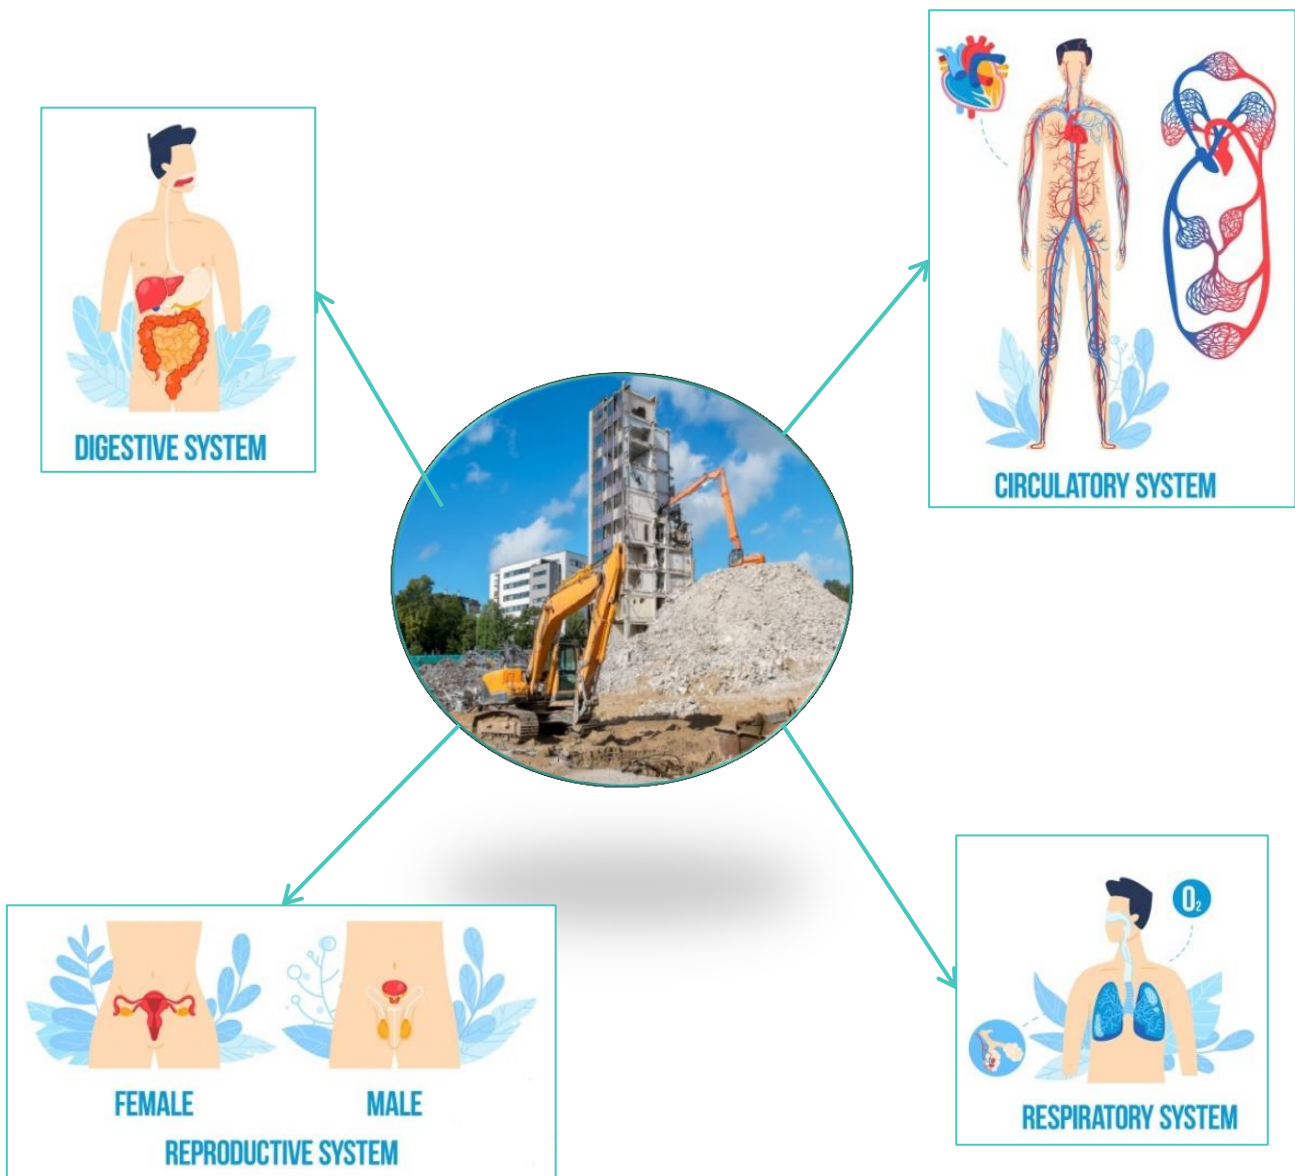 DIGESTIVE SYSTEM
CIRCULATORY SYSTEM
FEMALE
MALE
REPRODUCTIVE SYSTEM
O₂
RESPIRATORY SYSTEM